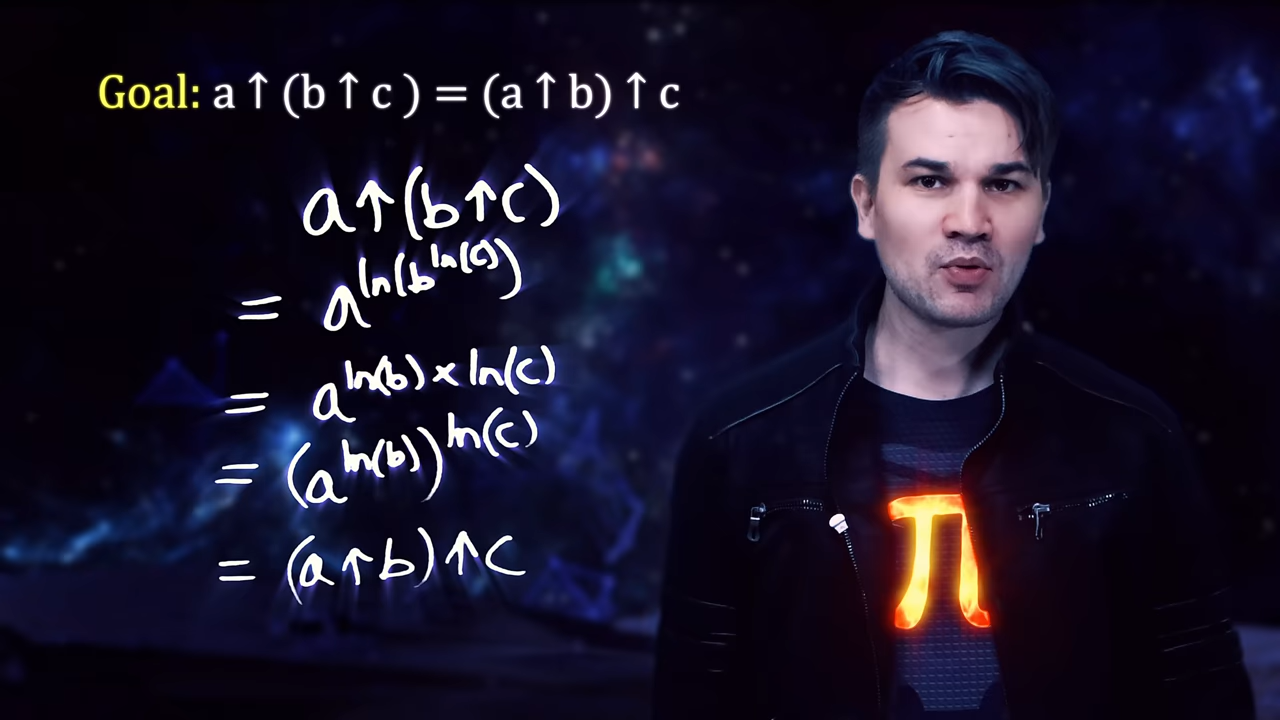 Goal: a ↑ (b ↑ c ) = (a ↑ b) ↑ c
a↑(b↑c)
= a^{ln(b^{ln(c)})}
= a^{ln(b) × ln(c)}
= (a^{ln(b)})^{ln(c)}
= (a↑b)↑c
π